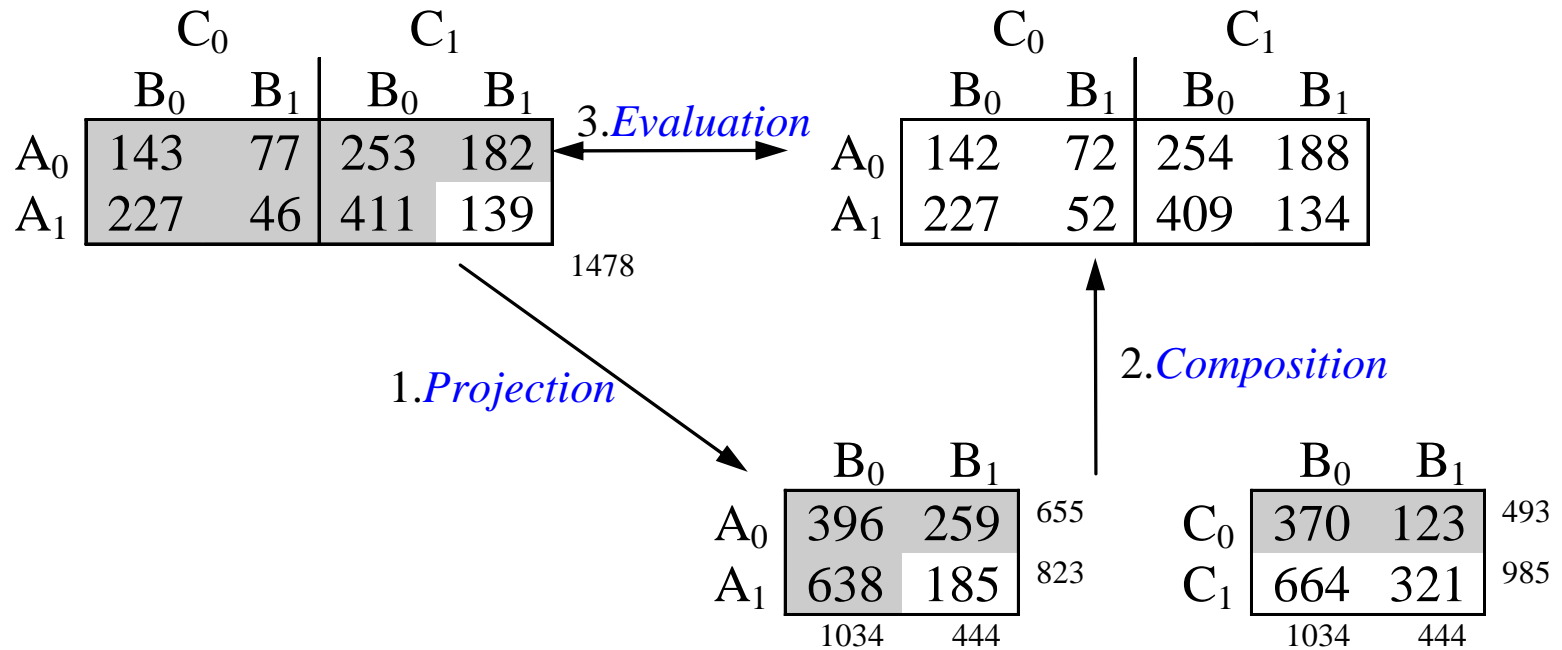 C₀ C₁
B₀ B₁ B₀ B₁
A₀ 143 77 253 182
A₁ 227 46 411 139
1478
3.Evaluation
C₀ C₁
B₀ B₁ B₀ B₁
A₀ 142 72 254 188
A₁ 227 52 409 134
1.Projection
2.Composition
B₀ B₁
A₀ 396 259 655
A₁ 638 185 823
1034 444
B₀ B₁
C₀ 370 123 493
C₁ 664 321 985
1034 444